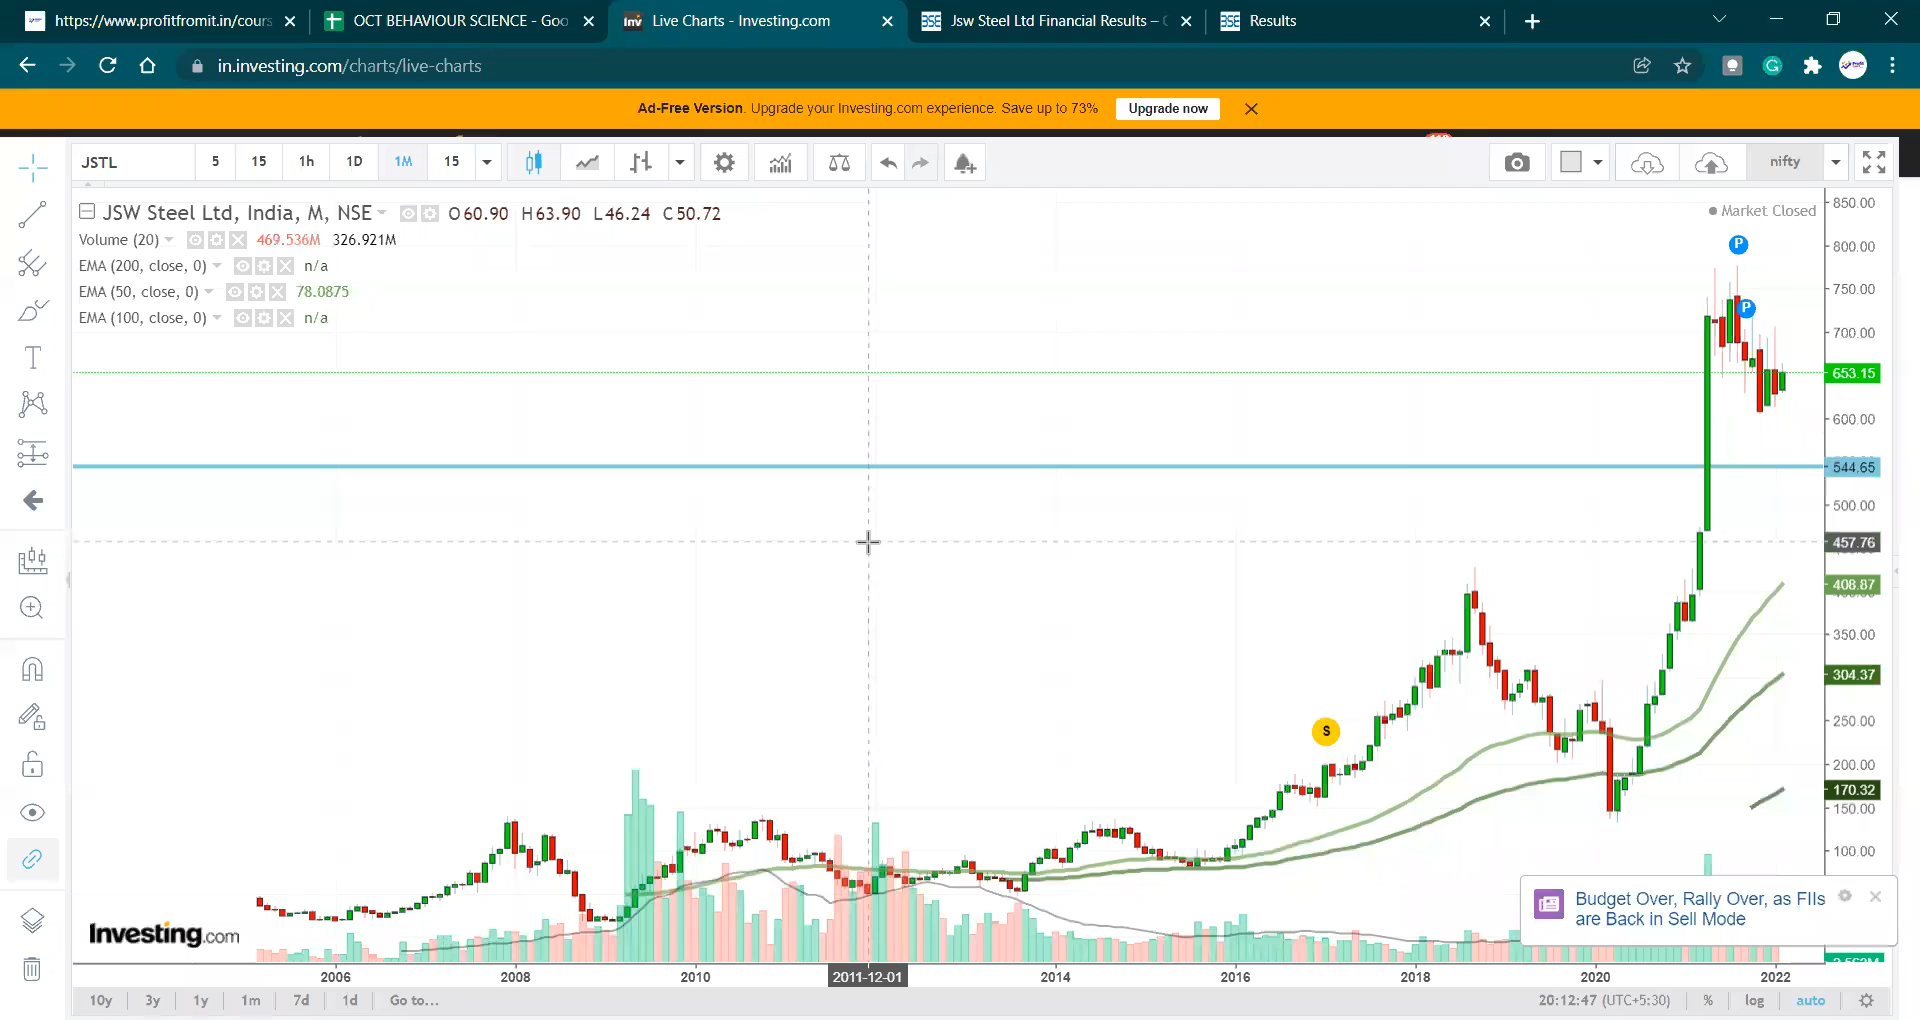 https://www.profitfromit.in/cours
OCT BEHAVIOUR SCIENCE - Goo
Live Charts - Investing.com
Jsw Steel Ltd Financial Results –
Results
in.investing.com/charts/live-charts
Ad-Free Version. Upgrade your Investing.com experience. Save up to 73%
Upgrade now
JSTL
5
15
1h
1D
1M
15
nifty
JSW Steel Ltd, India, M, NSE
O60.90 H63.90 L46.24 C50.72
Market Closed
Volume (20)
469.536M 326.921M
EMA (200, close, 0)
n/a
EMA (50, close, 0)
78.0875
EMA (100, close, 0)
n/a
P
P
S
850.00
800.00
750.00
700.00
653.15
600.00
544.65
500.00
457.76
408.87
350.00
304.37
250.00
200.00
170.32
150.00
100.00
Budget Over, Rally Over, as FIIs
are Back in Sell Mode
Investing.com
2006
2008
2010
2011-12-01
2014
2016
2018
2020
2022
10y
3y
1y
1m
7d
1d
Go to...
20:12:47 (UTC+5:30)
%
log
auto